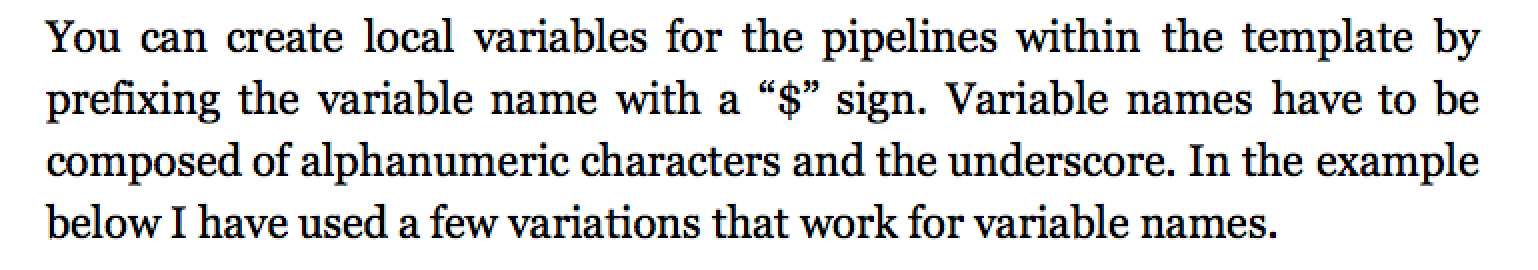 You can create local variables for the pipelines within the template by
prefixing the variable name with a “$” sign. Variable names have to be
composed of alphanumeric characters and the underscore. In the example
below I have used a few variations that work for variable names.